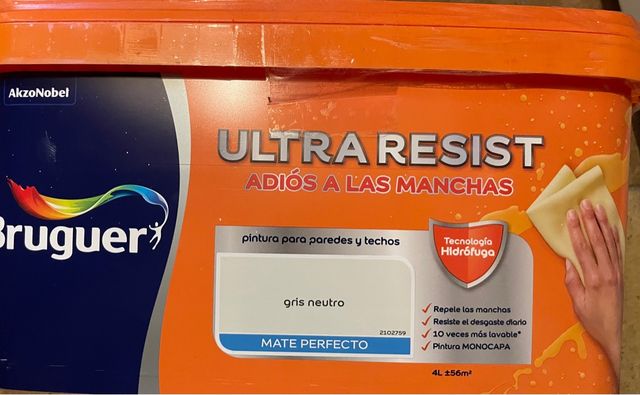 AkzoNobel
Bruguer
ULTRA RESIST
ADIÓS A LAS MANCHAS
pintura para paredes y techos
Tecnología
Hidrófuga
gris neutro
2102759
MATE PERFECTO
Repele las manchas
Resiste el desgaste diario
10 veces más lavable*
Pintura MONOCAPA
4L ±56m²